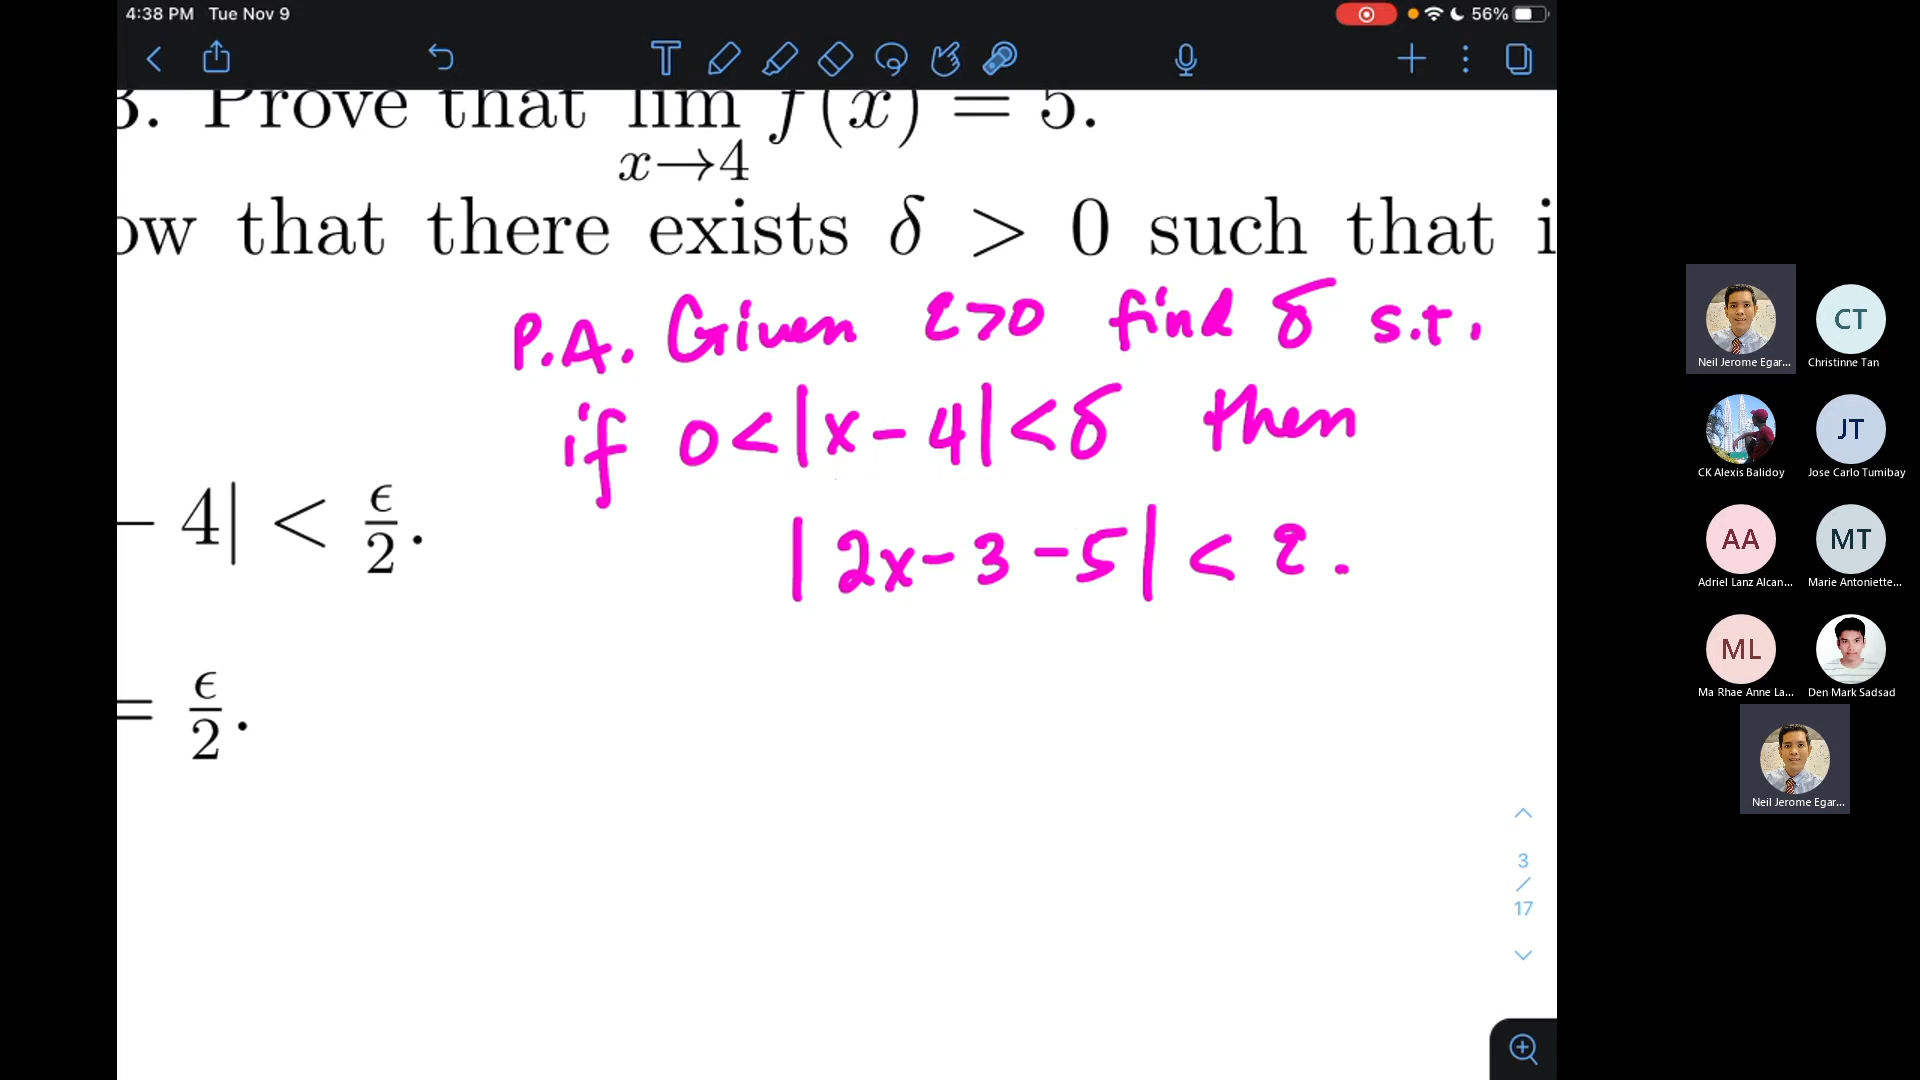 4:38 PM Tue Nov 9
56%
3. Prove that lim f(x) = 5.
x→4
ow that there exists δ > 0 such that i
P.A. Given ε>0 find δ s.t.
if 0<|x-4|<δ then
− 4| < ϵ/2.
|2x-3-5| < ε.
= ϵ/2.
3
/
17
Neil Jerome Egar...
CT
Christinne Tan
CK Alexis Balidoy
JT
Jose Carlo Tumibay
AA
Adriel Lanz Alcan...
MT
Marie Antoniette...
ML
Ma Rhae Anne La...
Den Mark Sadsad
Neil Jerome Egar...